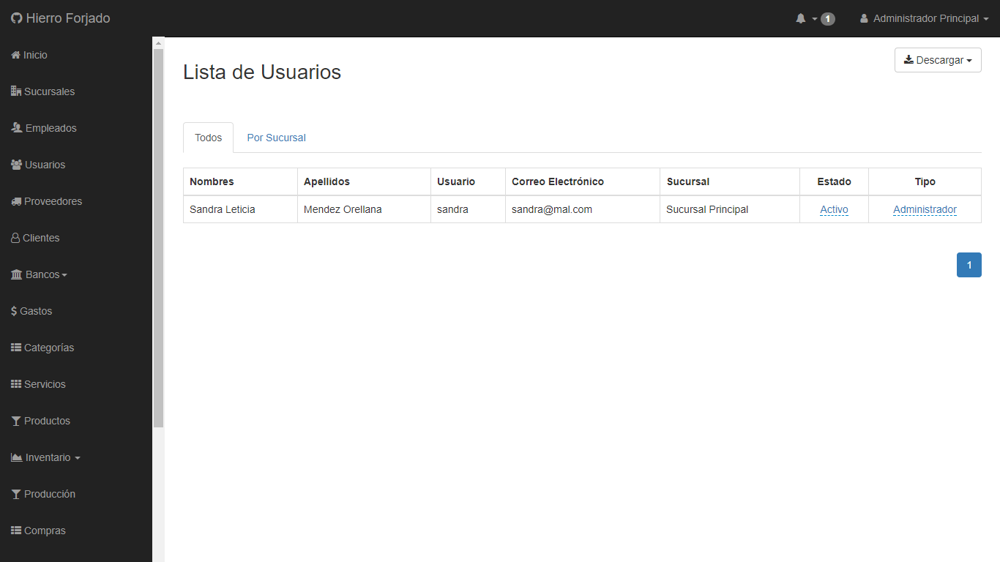 Hierro Forjado
1
Administrador Principal
Inicio
Sucursales
Empleados
Usuarios
Proveedores
Clientes
Bancos
Gastos
Categorías
Servicios
Productos
Inventario
Producción
Compras
Lista de Usuarios
Descargar
Todos Por Sucursal
Nombres Apellidos Usuario Correo Electrónico Sucursal Estado Tipo
Sandra Leticia Mendez Orellana sandra sandra@mal.com Sucursal Principal Activo Administrador
1